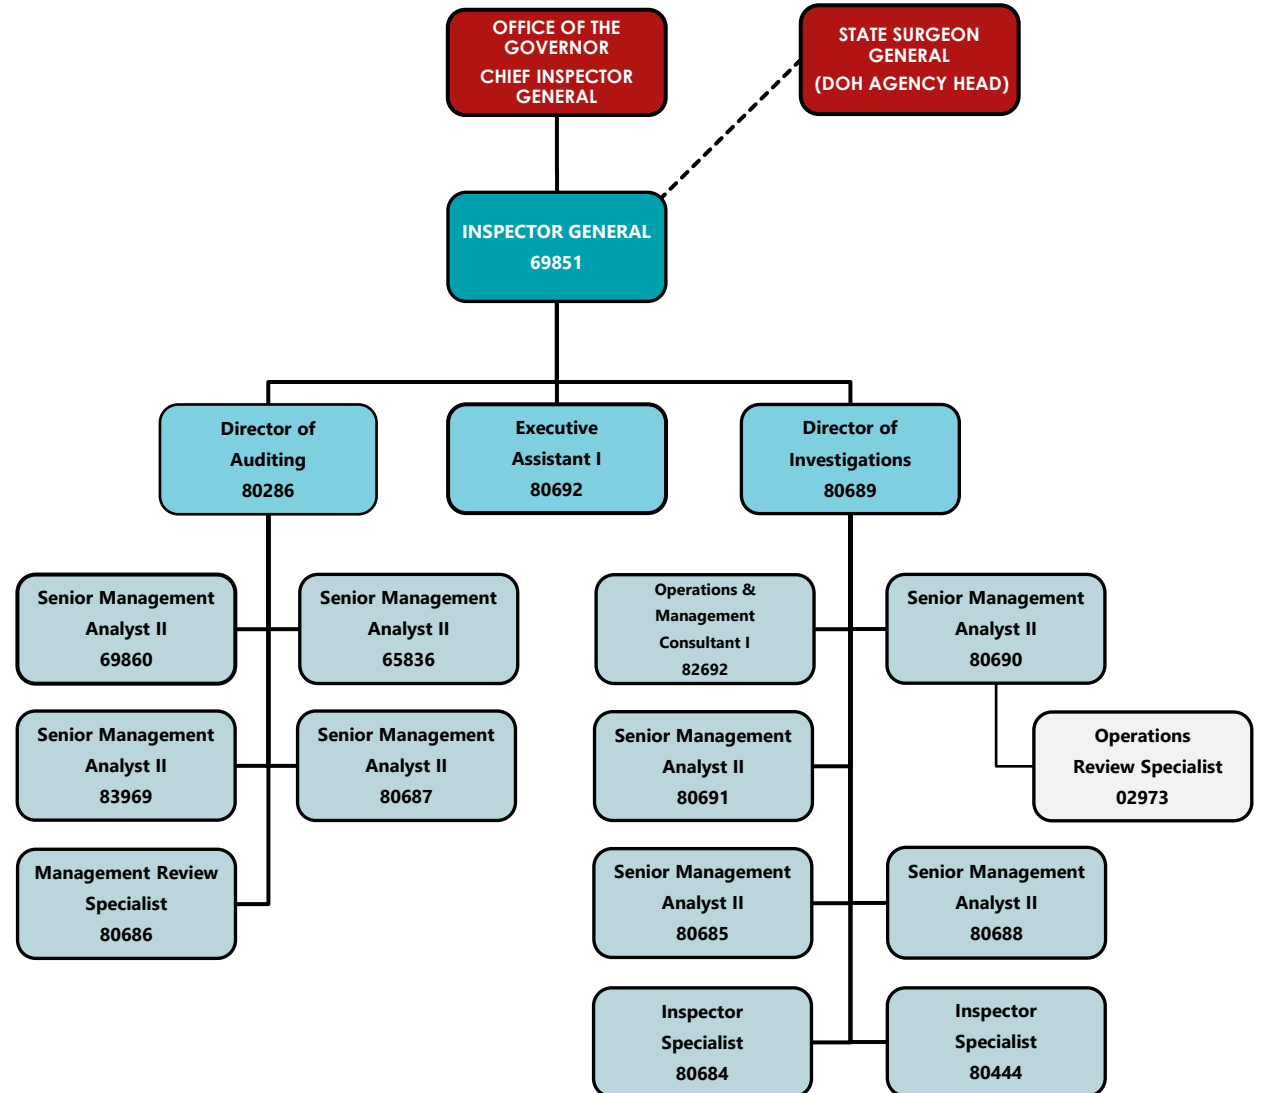 OFFICE OF THE
GOVERNOR
CHIEF INSPECTOR
GENERAL
STATE SURGEON
GENERAL
(DOH AGENCY HEAD)
INSPECTOR GENERAL
69851
Director of
Auditing
80286
Executive
Assistant I
80692
Director of
Investigations
80689
Senior Management
Analyst II
69860
Senior Management
Analyst II
65836
Operations &
Management
Consultant I
82692
Senior Management
Analyst II
80690
Senior Management
Analyst II
83969
Senior Management
Analyst II
80687
Senior Management
Analyst II
80691
Operations
Review Specialist
02973
Management Review
Specialist
80686
Senior Management
Analyst II
80685
Senior Management
Analyst II
80688
Inspector
Specialist
80684
Inspector
Specialist
80444